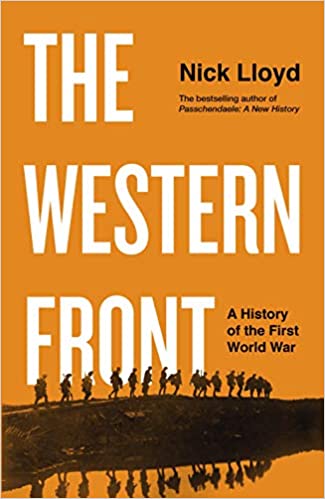 THE
Nick Lloyd
The bestselling author of
Passchendaele: A New History
WESTERN
FRONT
A History
of the First
World War